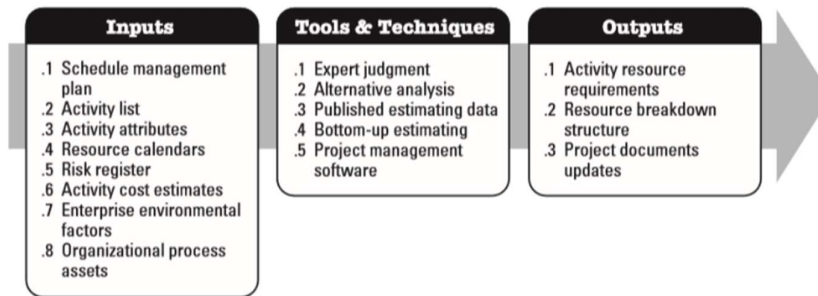 Inputs
.1 Schedule management
plan
.2 Activity list
.3 Activity attributes
.4 Resource calendars
.5 Risk register
.6 Activity cost estimates
.7 Enterprise environmental
factors
.8 Organizational process
assets
Tools & Techniques
.1 Expert judgment
.2 Alternative analysis
.3 Published estimating data
.4 Bottom-up estimating
.5 Project management
software
Outputs
.1 Activity resource
requirements
.2 Resource breakdown
structure
.3 Project documents
updates